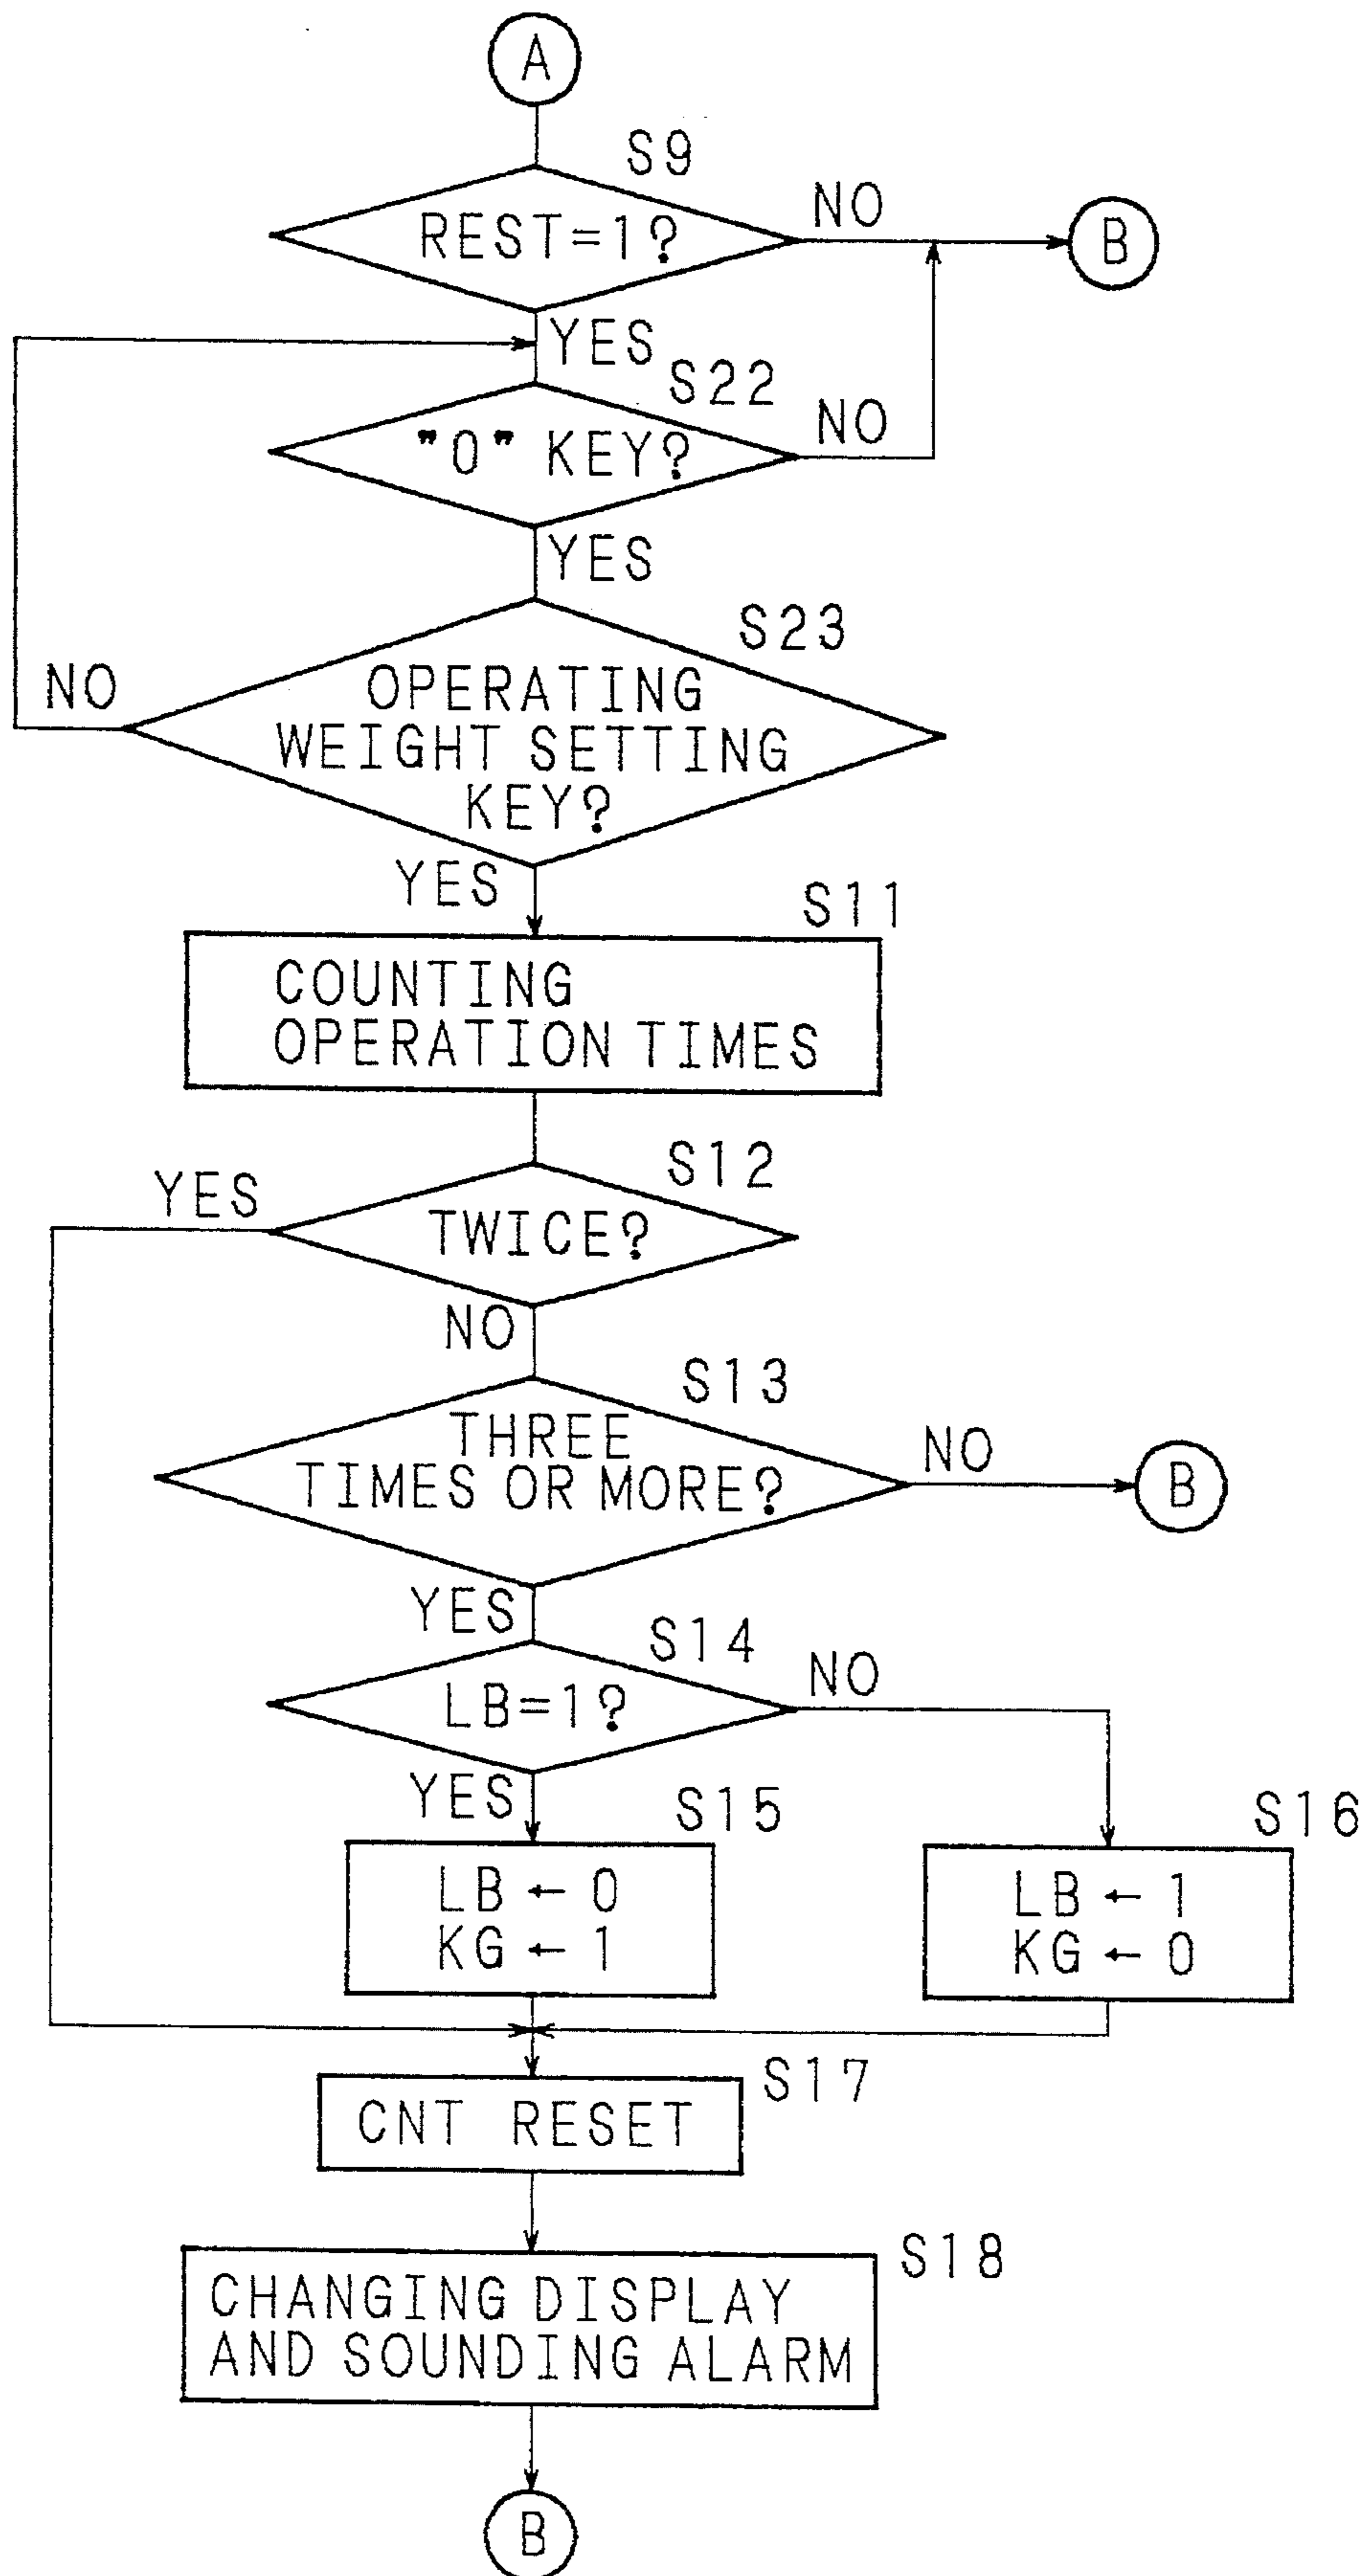 A
S9
REST=1?
NO
B
YES
S22
"0" KEY?
NO
YES
S23
NO
OPERATING
WEIGHT SETTING
KEY?
YES
S11
COUNTING
OPERATION TIMES
S12
YES
TWICE?
NO
S13
THREE
TIMES OR MORE?
NO
B
YES
S14
LB=1?
NO
YES
S15
S16
LB ← 0
KG ← 1
LB ← 1
KG ← 0
S17
CNT RESET
S18
CHANGING DISPLAY
AND SOUNDING ALARM
B